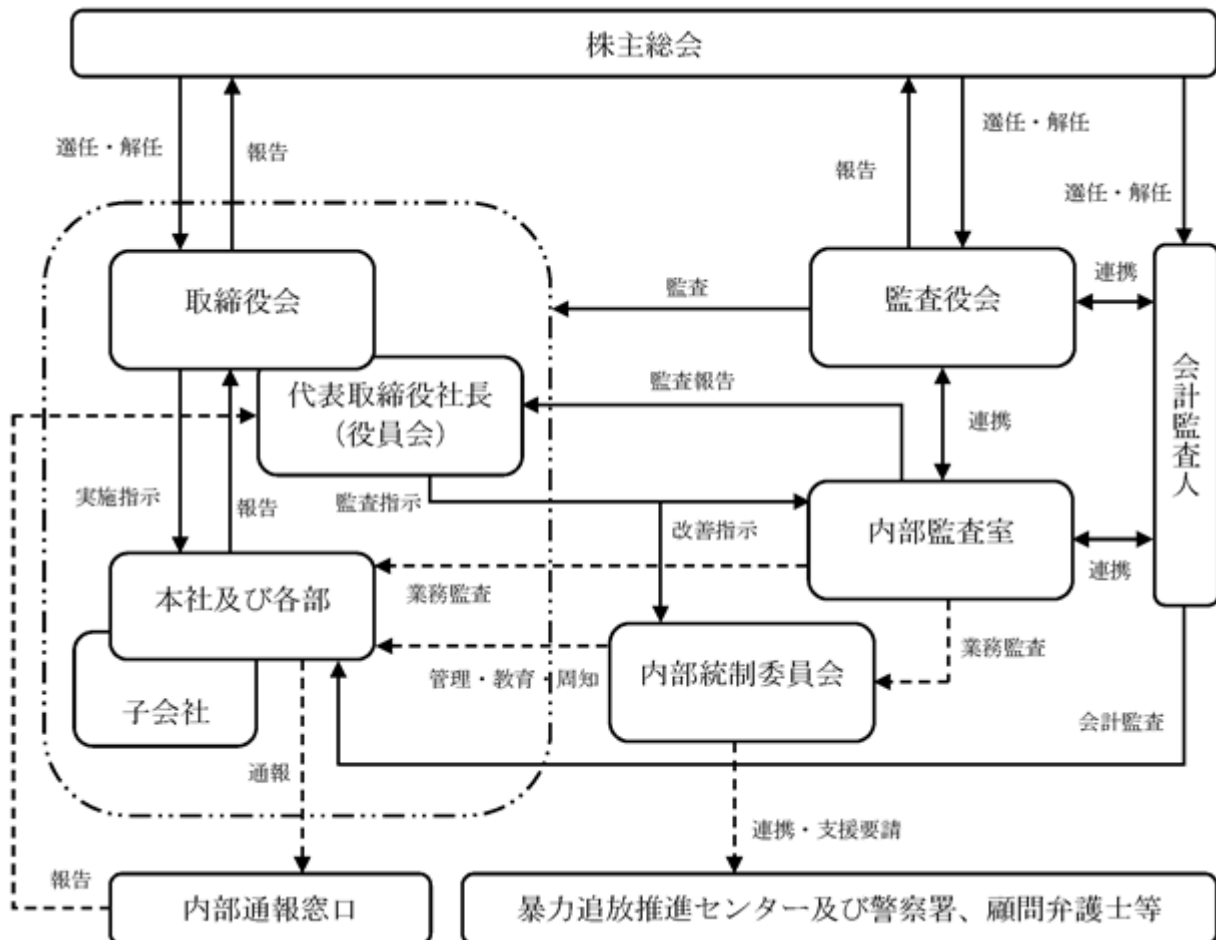 株主総会
選任・解任
報告
報告
選任・解任
選任・解任
取締役会
監査
監査役会
連携
会計監査人
代表取締役社長
（役員会）
監査報告
連携
実施指示
報告
監査指示
改善指示
内部監査室
連携
本社及び各部
業務監査
業務監査
管理・教育・周知
内部統制委員会
子会社
会計監査
通報
連携・支援要請
報告
内部通報窓口
暴力追放推進センター及び警察署、顧問弁護士等